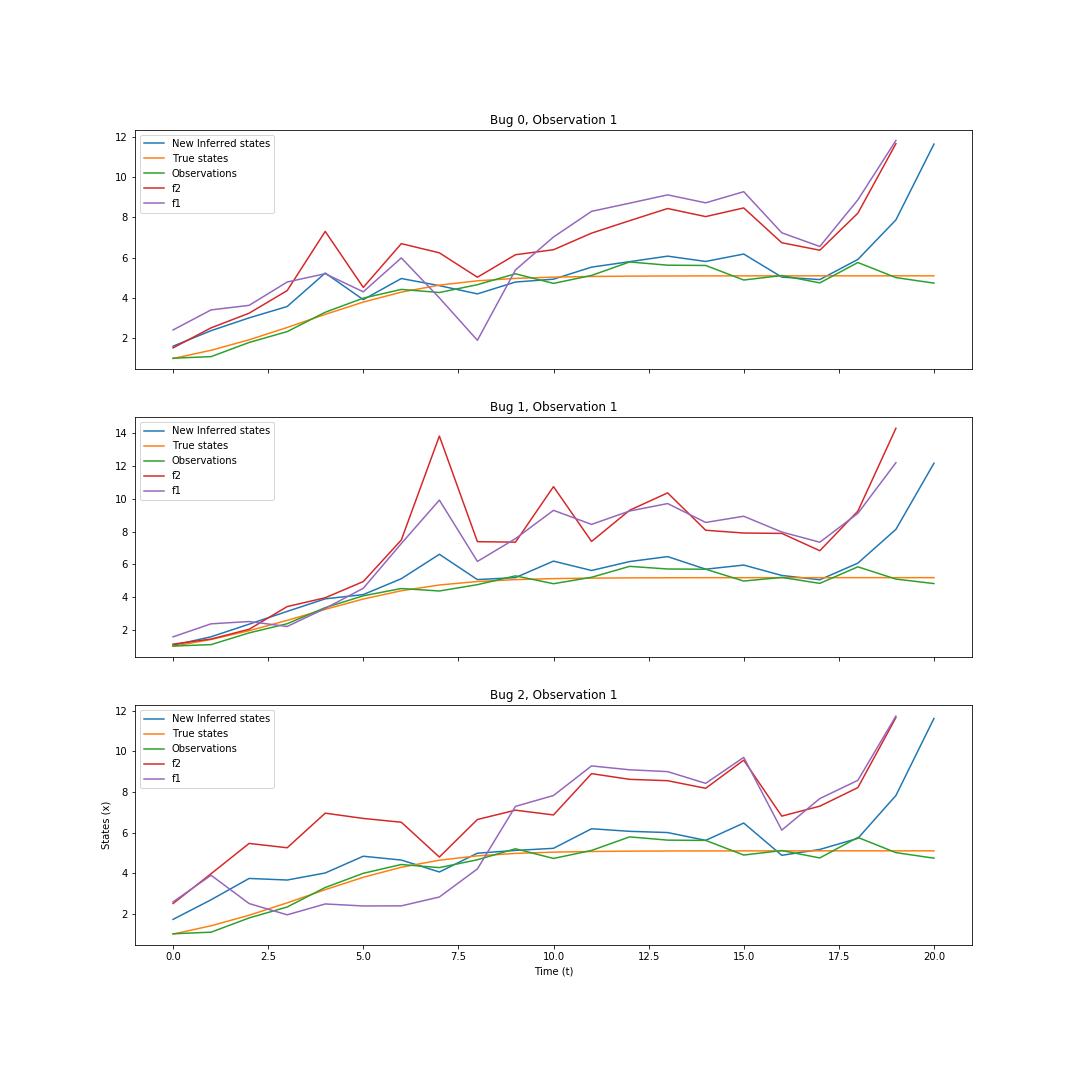 Bug 0, Observation 1
12
10
8
6
4
2
New Inferred states
True states
Observations
f2
f1
Bug 1, Observation 1
14
12
10
8
6
4
2
New Inferred states
True states
Observations
f2
f1
Bug 2, Observation 1
12
10
8
6
4
2
States (x)
New Inferred states
True states
Observations
f2
f1
0.0 2.5 5.0 7.5 10.0 12.5 15.0 17.5 20.0
Time (t)